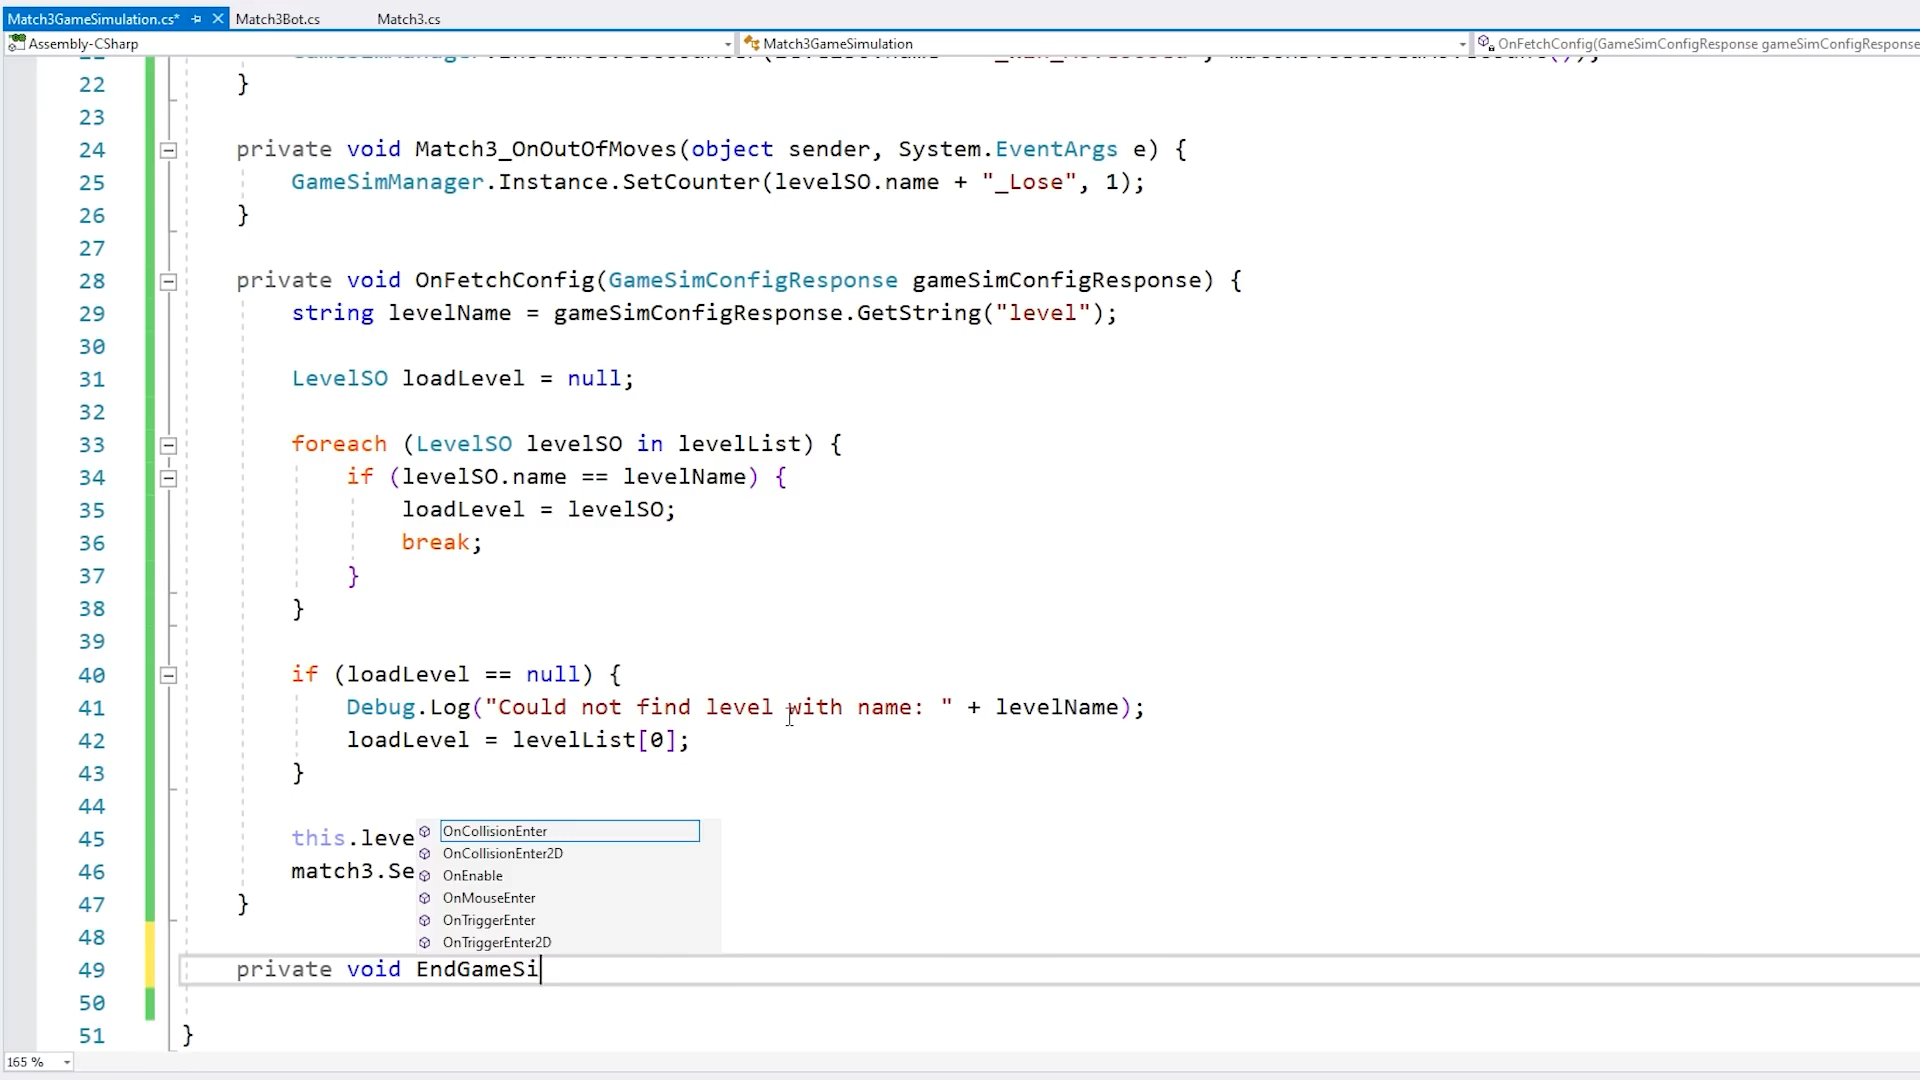 Match3GameSimulation.cs* Match3Bot.cs Match3.cs
Assembly-CSharp Match3GameSimulation OnFetchConfig(GameSimConfigResponse gameSimConfigResponse
22 }
23
24 private void Match3_OnOutOfMoves(object sender, System.EventArgs e) {
25 GameSimManager.Instance.SetCounter(levelSO.name + "_Lose", 1);
26 }
27
28 private void OnFetchConfig(GameSimConfigResponse gameSimConfigResponse) {
29 string levelName = gameSimConfigResponse.GetString("level");
30
31 LevelSO loadLevel = null;
32
33 foreach (LevelSO levelSO in levelList) {
34 if (levelSO.name == levelName) {
35 loadLevel = levelSO;
36 break;
37 }
38 }
39
40 if (loadLevel == null) {
41 Debug.Log("Could not find level with name: " + levelName);
42 loadLevel = levelList[0];
43 }
44
45 this.leve
OnCollisionEnter
OnCollisionEnter2D
46 match3.Se
OnEnable
OnMouseEnter
47 }
OnTriggerEnter
OnTriggerEnter2D
48
49 private void EndGameSi
50
51 }
165 %